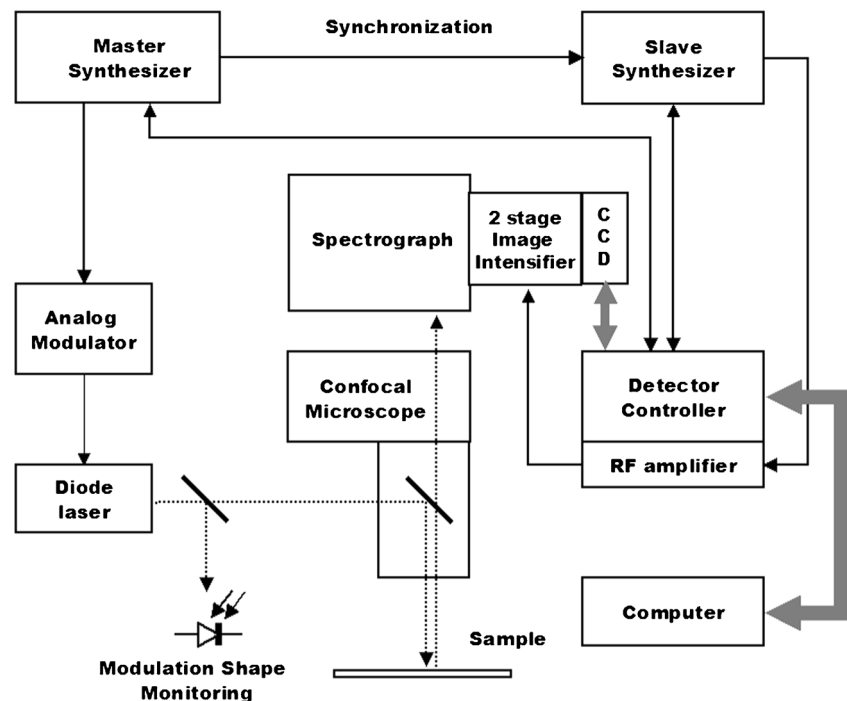 Synchronization
Master
Synthesizer
Slave
Synthesizer
Spectrograph
2 stage
Image
Intensifier
C
C
D
Analog
Modulator
Confocal
Microscope
Detector
Controller
RF amplifier
Diode
laser
Computer
Sample
Modulation Shape
Monitoring